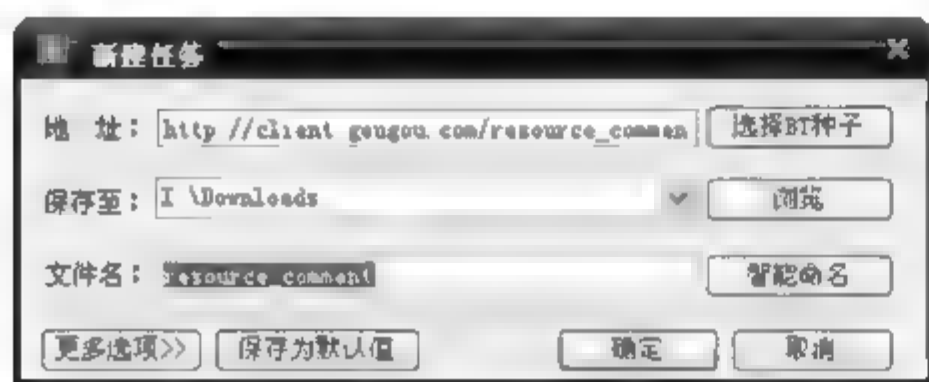 新建任务
地 址： http //client gougou.com/resource_commen 选择BT种子
保存至： I \Downloads 浏览
文件名： resource_comment 智能命名
更多选项>> 保存为默认值 确定 取消